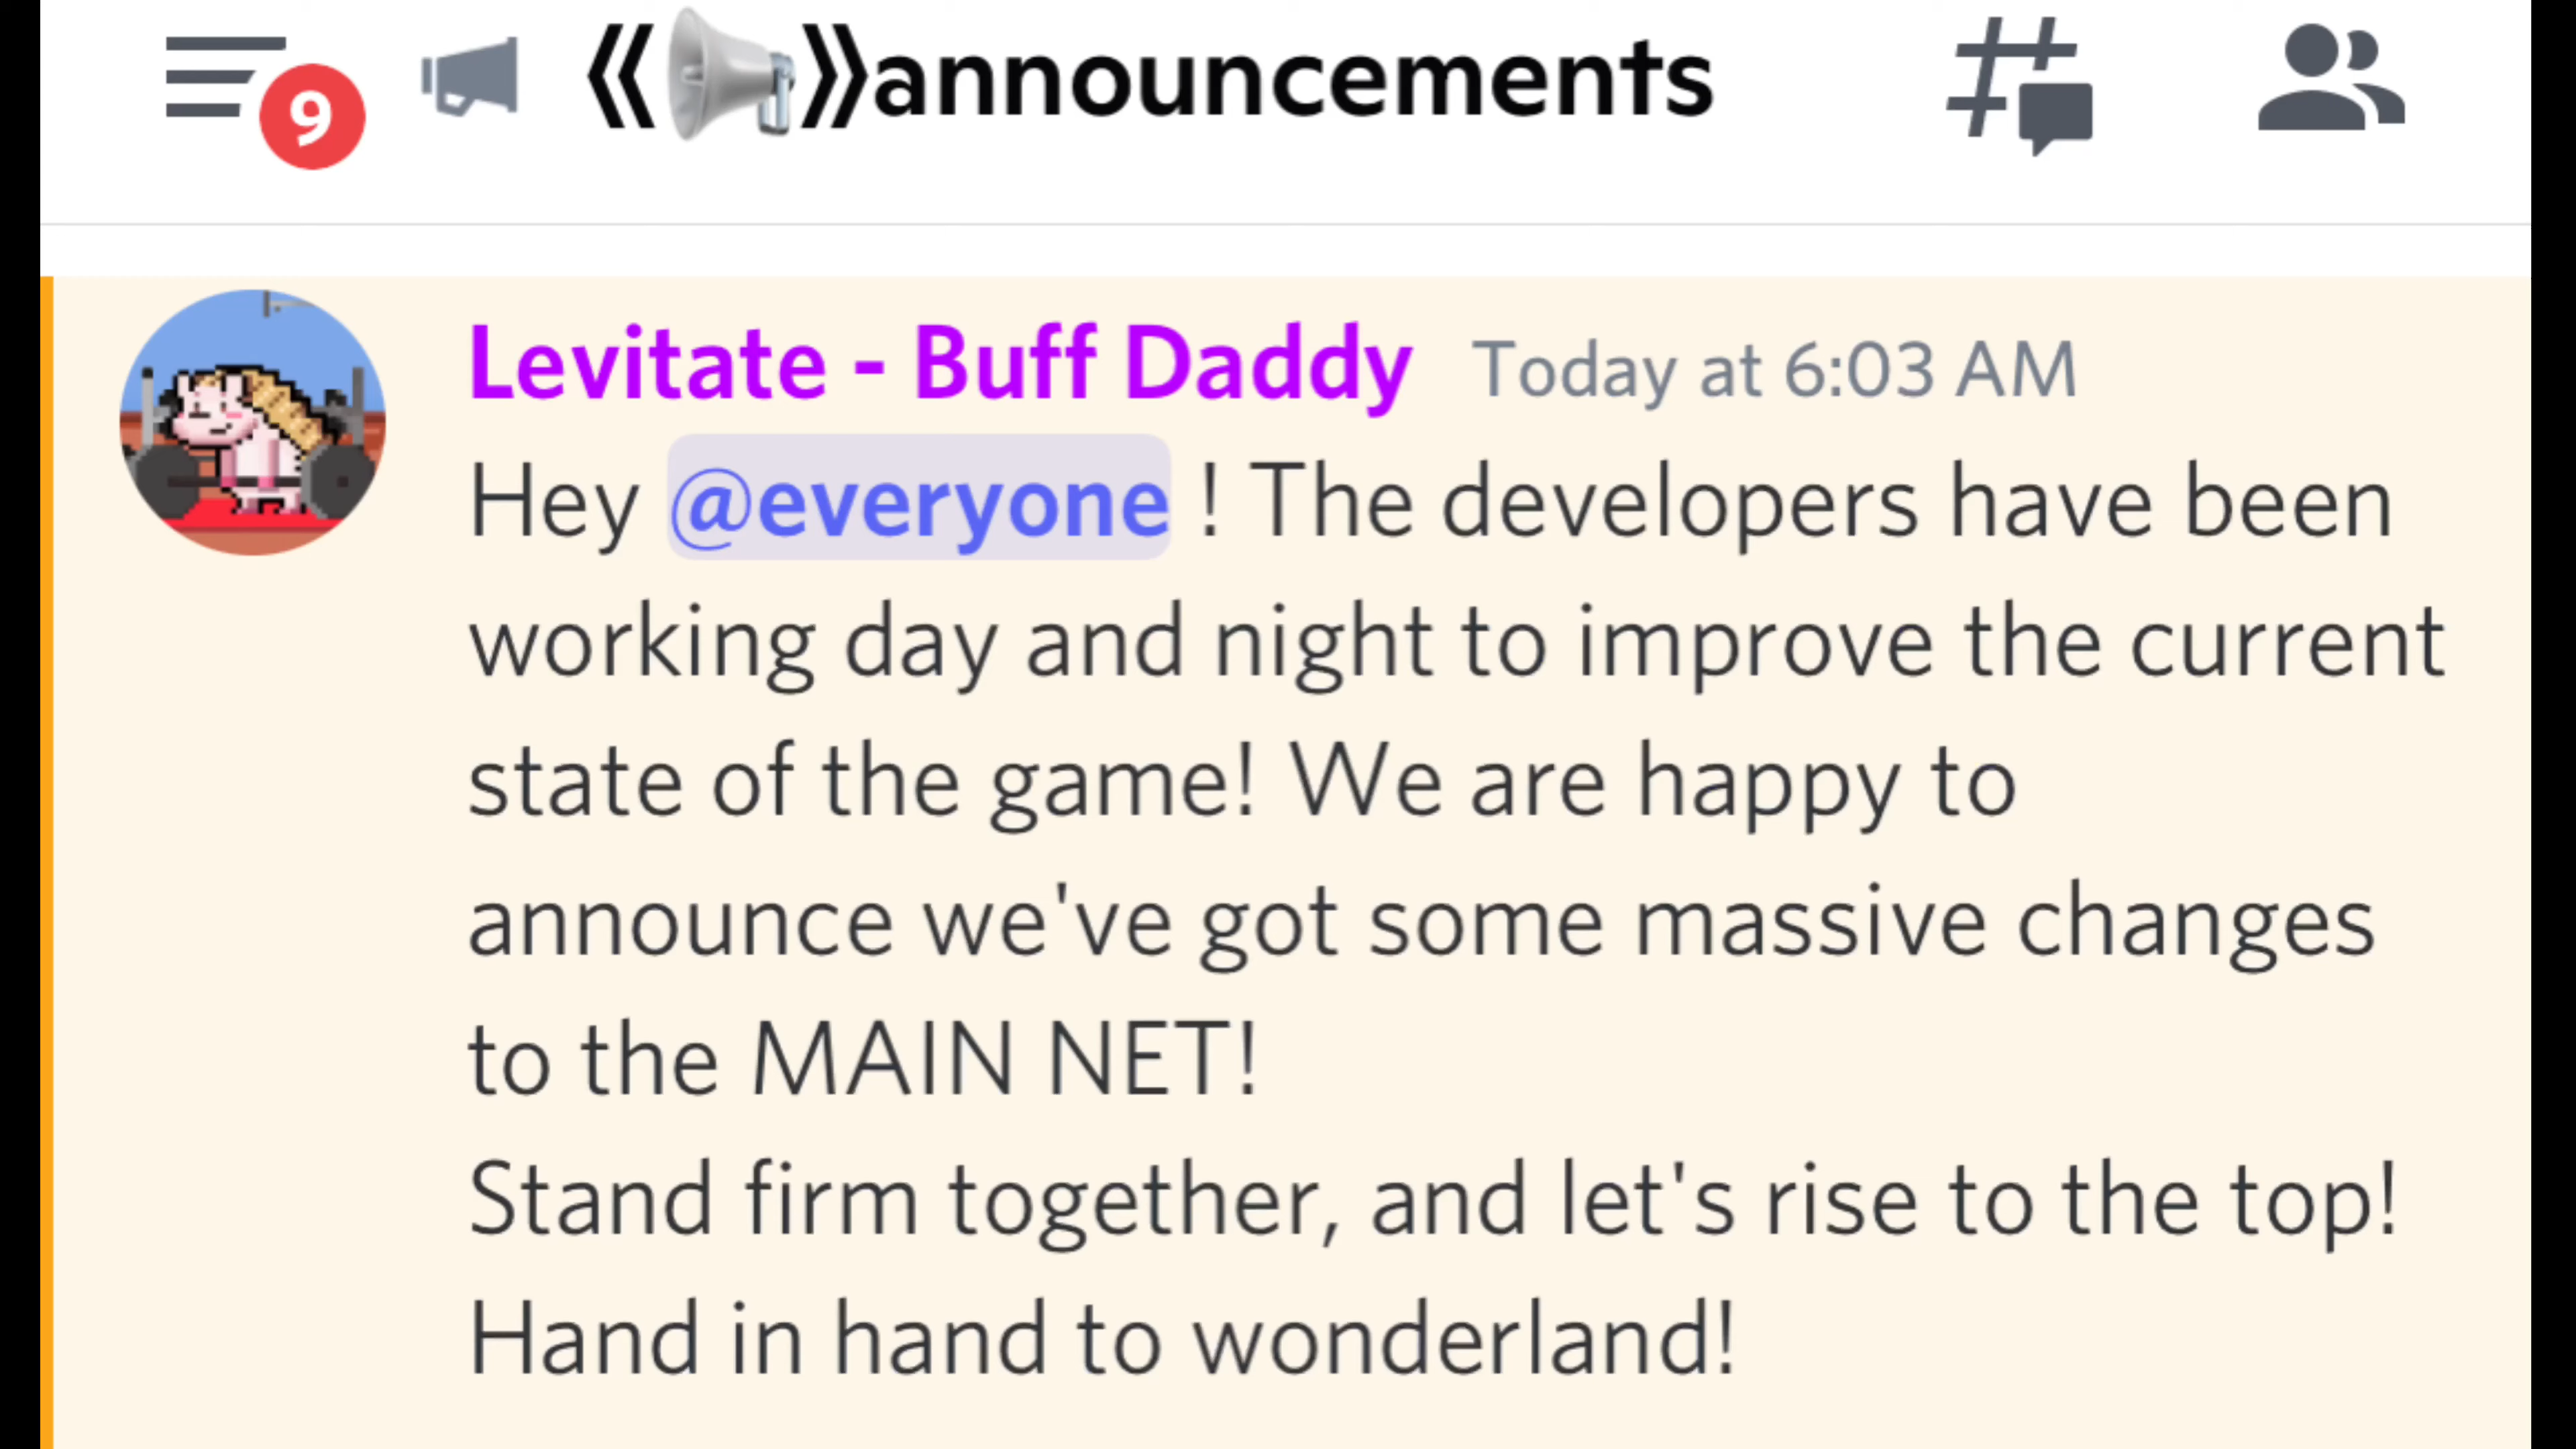 9
《📢》announcements
Levitate - Buff Daddy Today at 6:03 AM
Hey @everyone ! The developers have been
working day and night to improve the current
state of the game! We are happy to
announce we've got some massive changes
to the MAIN NET!
Stand firm together, and let's rise to the top!
Hand in hand to wonderland!